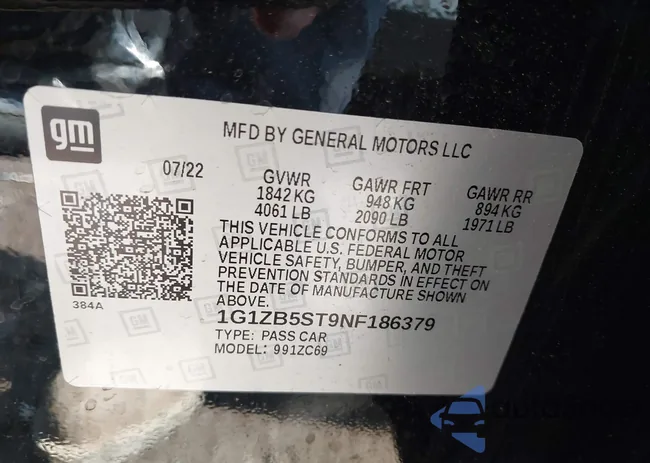 gm
MFD BY GENERAL MOTORS LLC
07/22
GVWR GAWR FRT GAWR RR
1842 KG 948 KG 894 KG
4061 LB 2090 LB 1971 LB
THIS VEHICLE CONFORMS TO ALL
APPLICABLE U.S. FEDERAL MOTOR
VEHICLE SAFETY, BUMPER, AND THEFT
PREVENTION STANDARDS IN EFFECT ON
THE DATE OF MANUFACTURE SHOWN
ABOVE.
384A
1G1ZB5ST9NF186379
TYPE: PASS CAR
MODEL: 991ZC69